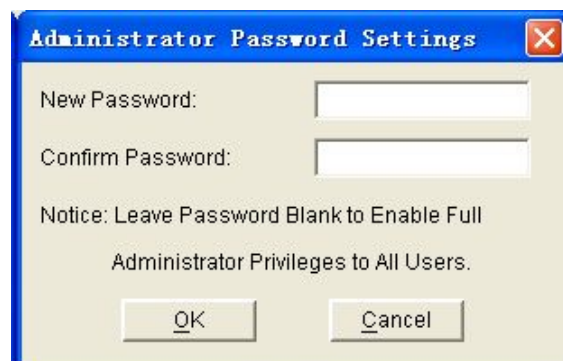 Administrator Password Settings
New Password:
Confirm Password:
Notice: Leave Password Blank to Enable Full
Administrator Privileges to All Users.
OK
Cancel